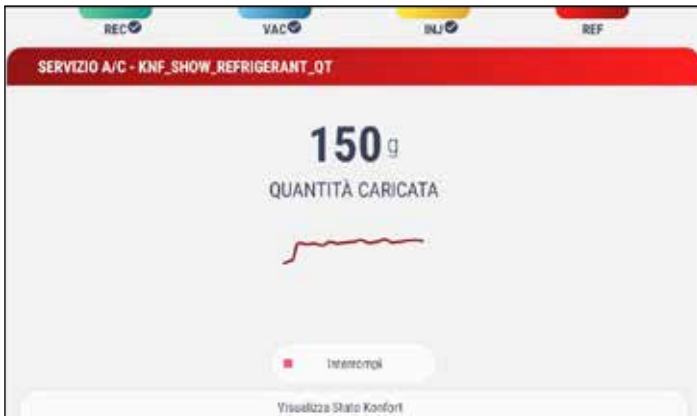 REC VAC INJ REF
SERVIZIO A/C - KNF_SHOW_REFRIGERANT_QT
150 g
QUANTITÀ CARICATA
Interrompi
Visualizza Stato Konfort